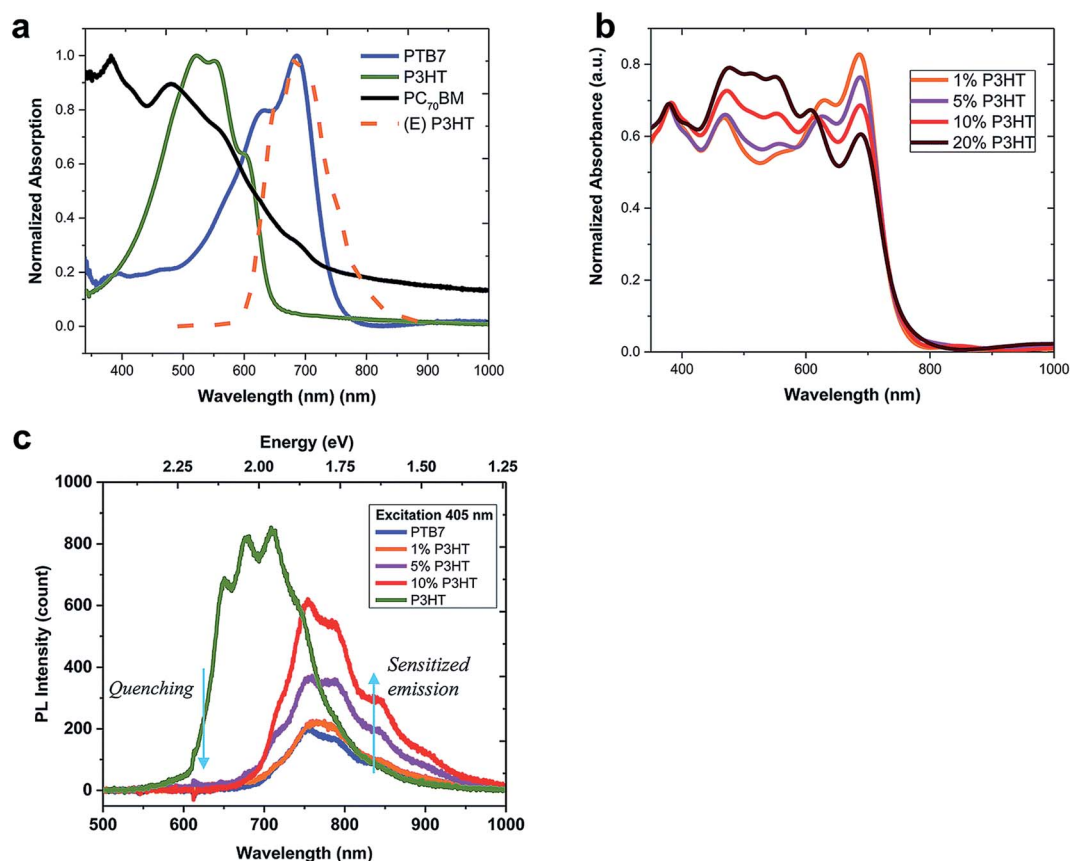 a
PTB7
P3HT
PC70BM
(E) P3HT
Normalized Absorption
1.0
0.8
0.6
0.4
0.2
0.0
400 500 600 700 800 900 1000
Wavelength (nm) (nm)
b
1% P3HT
5% P3HT
10% P3HT
20% P3HT
Normalized Absorbance (a.u.)
0.8
0.6
0.4
0.2
0.0
400 600 800 1000
Wavelength (nm)
c
Energy (eV)
2.25 2.00 1.75 1.50 1.25
Excitation 405 nm
PTB7
1% P3HT
5% P3HT
10% P3HT
P3HT
Quenching
Sensitized
emission
PL Intensity (count)
1000
800
600
400
200
0
500 600 700 800 900 1000
Wavelength (nm)